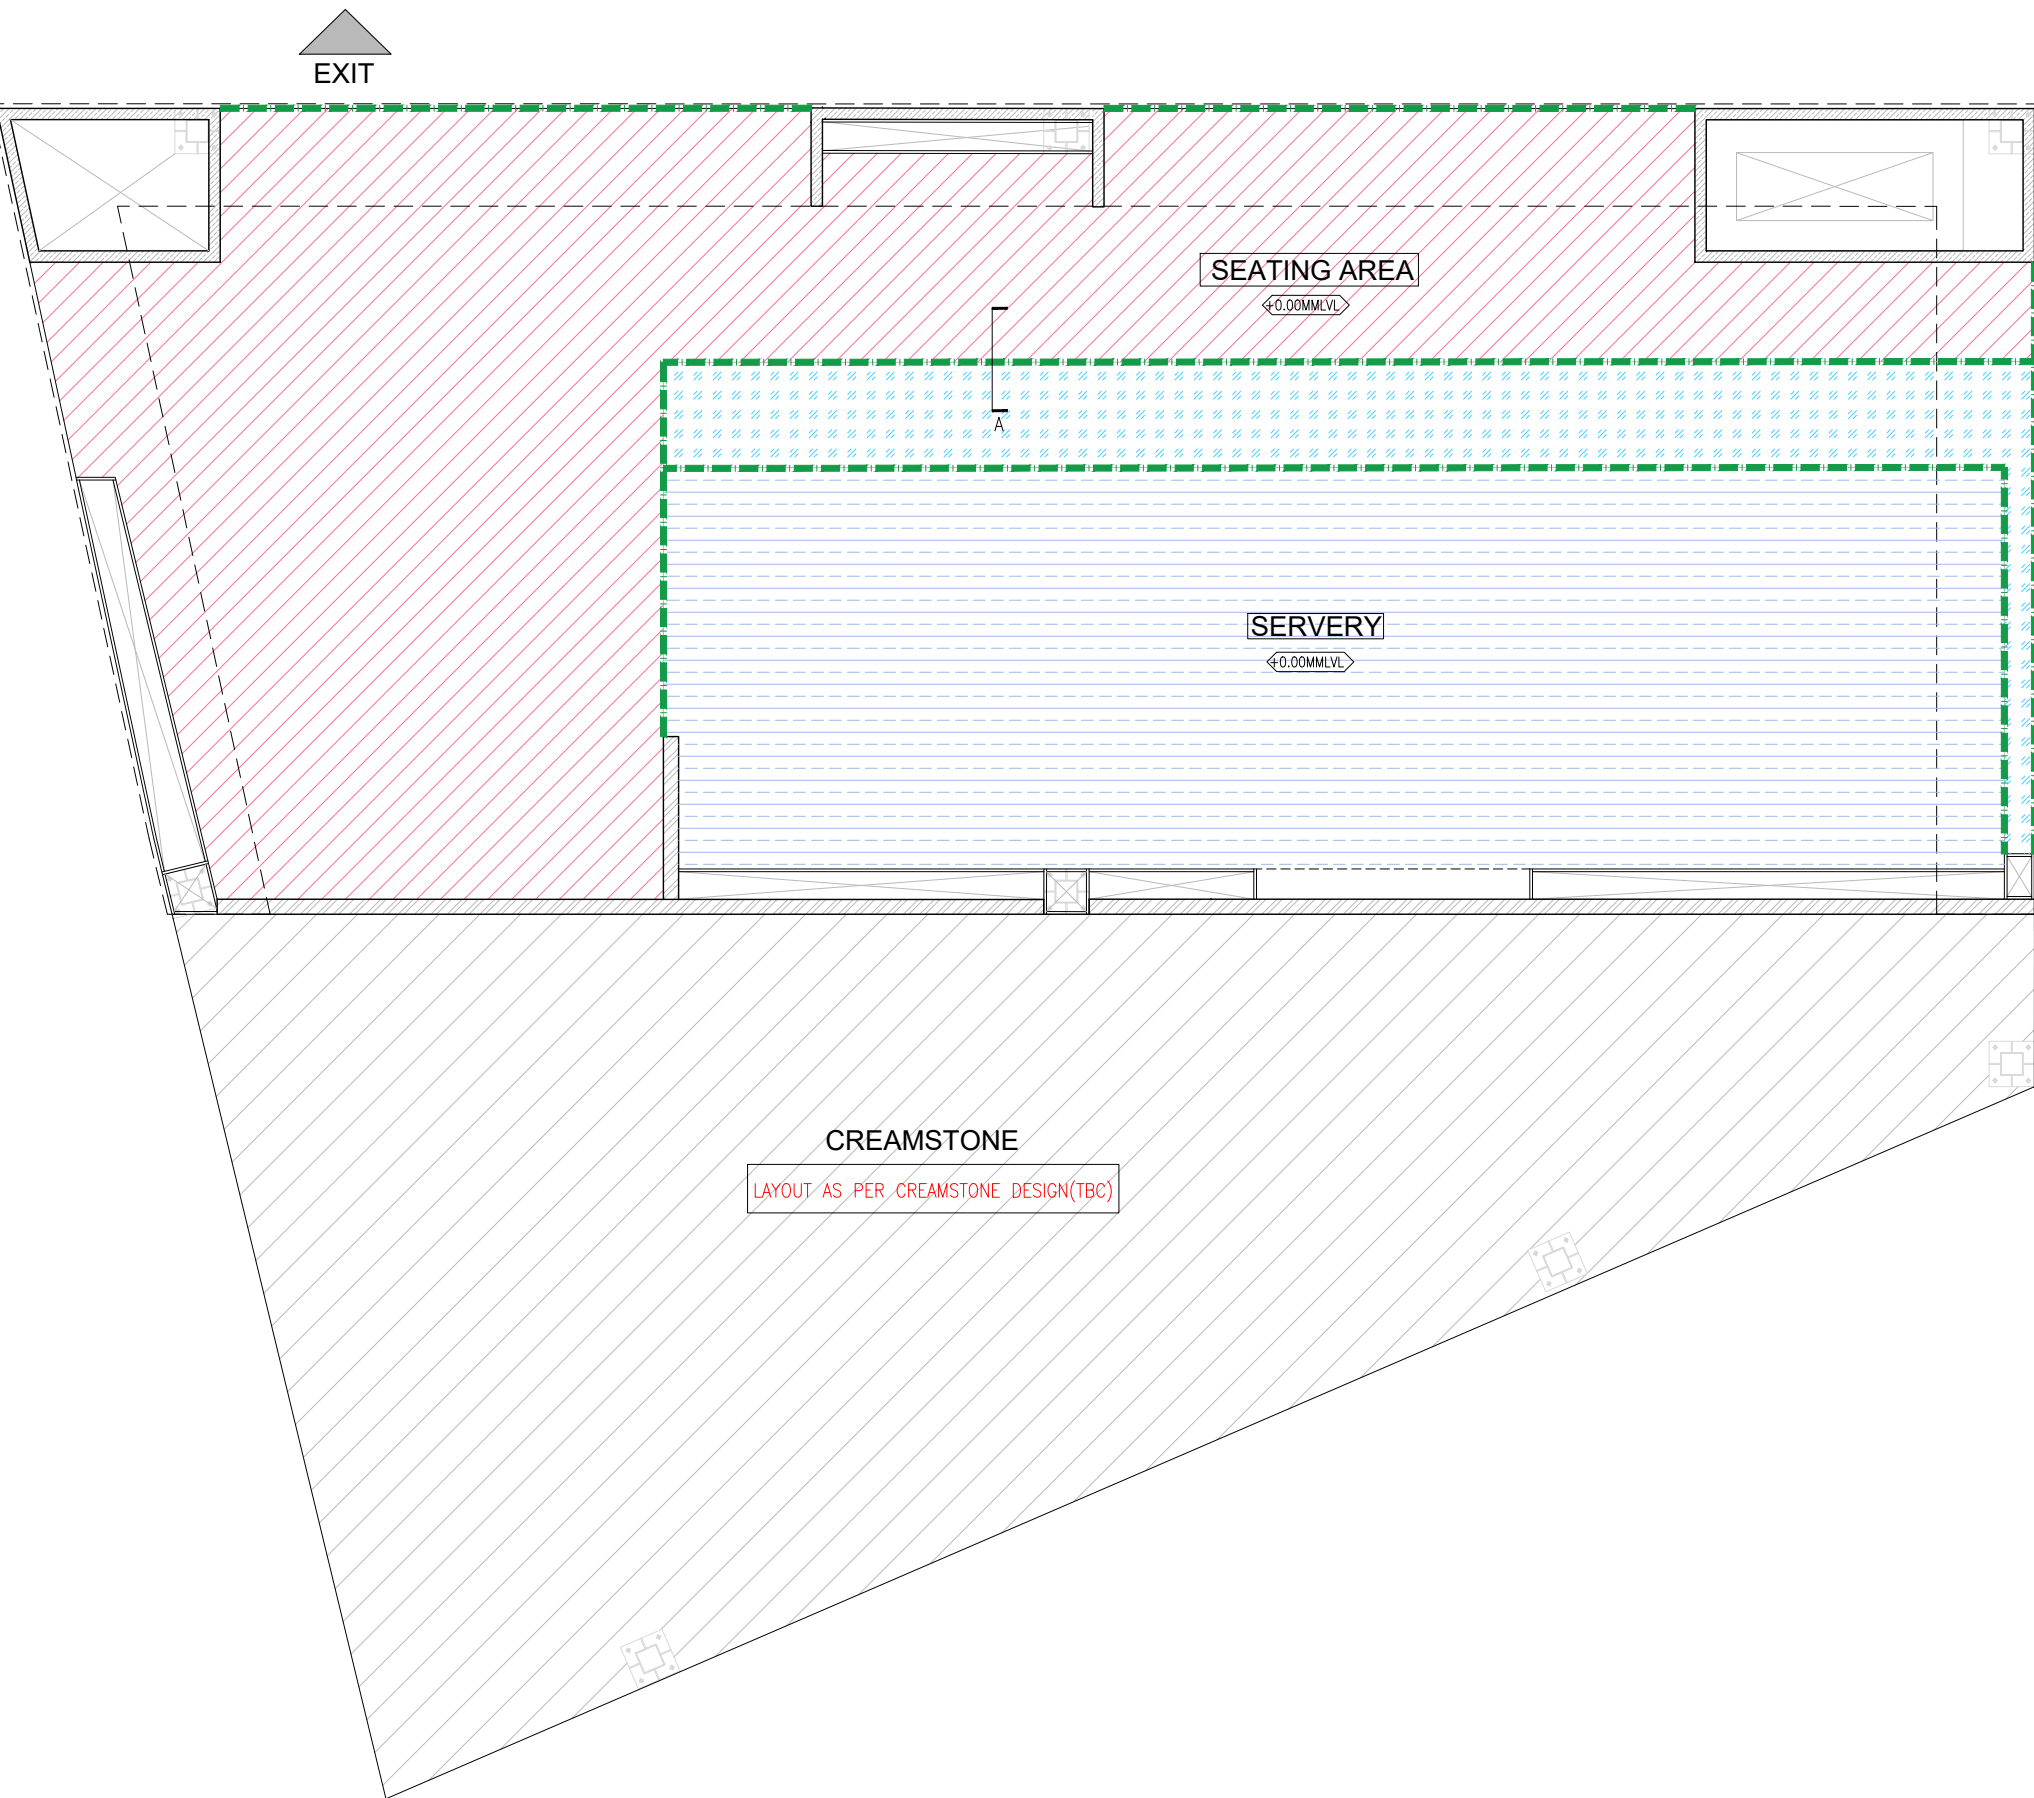 EXIT
SEATING AREA
+0.00MMLVL
A
SERVERY
+0.00MMLVL
CREAMSTONE
LAYOUT AS PER CREAMSTONE DESIGN(TBC)